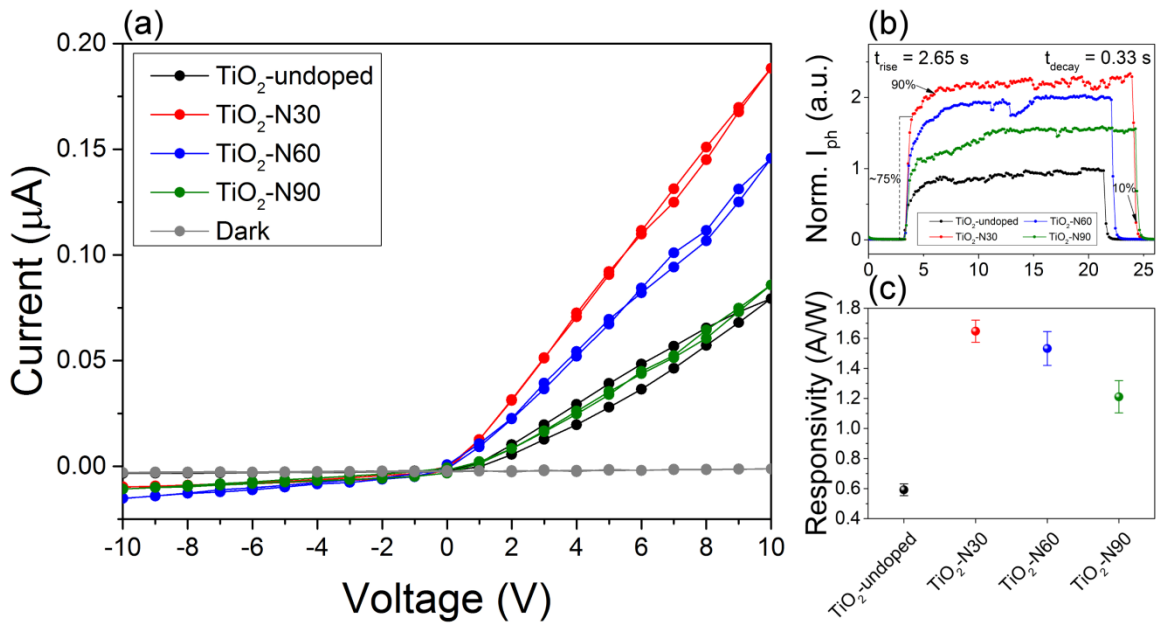 (a)
0.20
0.15
0.10
0.05
0.00
Current (μA)
TiO2-undoped
TiO2-N30
TiO2-N60
TiO2-N90
Dark
-10 -8 -6 -4 -2 0 2 4 6 8 10
Voltage (V)
(b)
Norm. Iph (a.u.)
2
1
0
trise = 2.65 s
tdecay = 0.33 s
90%
~75%
10%
TiO2-undoped TiO2-N60
TiO2-N30 TiO2-N90
0 5 10 15 20 25
(c)
Responsivity (A/W)
1.8
1.6
1.4
1.2
1.0
0.8
0.6
0.4
TiO2-undoped
TiO2-N30
TiO2-N60
TiO2-N90